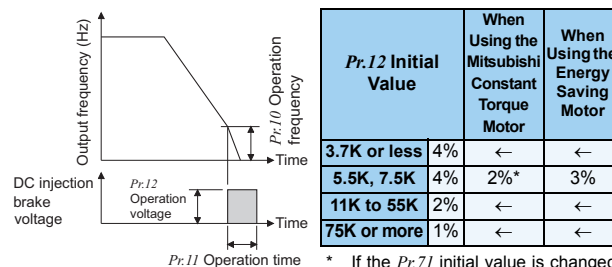 Output frequency (Hz)
Pr.10 Operation
frequency
Time
DC injection
brake
voltage
Pr.12
Operation
voltage
Time
Pr.11 Operation time
Pr.12 Initial
Value
When
Using the
Mitsubishi
Constant
Torque
Motor
When
Using the
Energy
Saving
Motor
3.7K or less 4% ← ←
5.5K, 7.5K 4% 2%* 3%
11K to 55K 2% ← ←
75K or more 1% ← ←
* If the Pr.71 initial value is changed